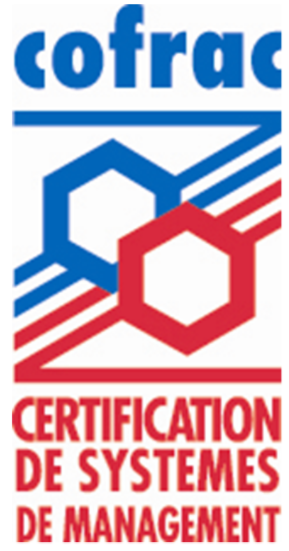 cofrac
CERTIFICATION
DE SYSTEMES
DE MANAGEMENT